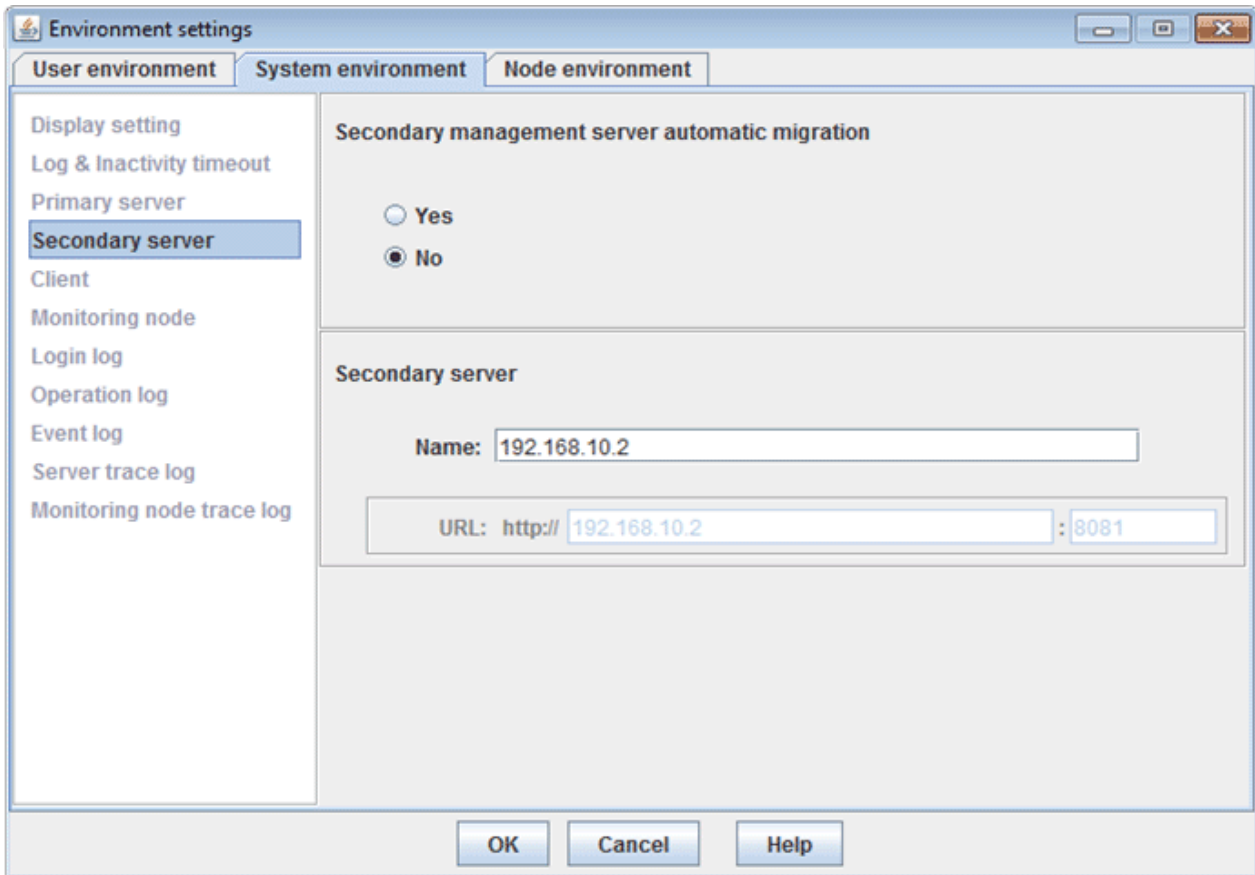 Environment settings
User environment System environment Node environment
Display setting
Log & Inactivity timeout
Primary server
Secondary server
Client
Monitoring node
Login log
Operation log
Event log
Server trace log
Monitoring node trace log
Secondary management server automatic migration
Yes
No
Secondary server
Name: 192.168.10.2
URL: http:// 192.168.10.2 : 8081
OK Cancel Help